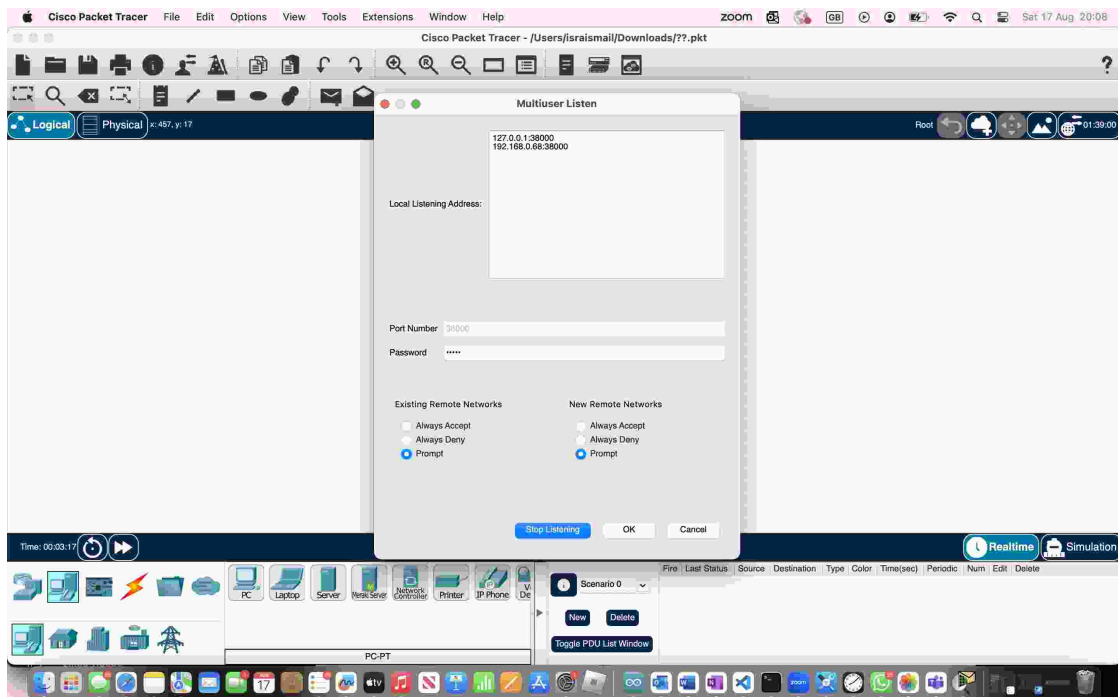 Cisco Packet Tracer File Edit Options View Tools Extensions Window Help zoom GB Sat 17 Aug 20:08
Cisco Packet Tracer - /Users/israismail/Downloads/??.pkt
?
Logical Physical x: 457, y: 17 Root 01:39:00
Multiuser Listen
Local Listening Address:
127.0.0.1:38000
192.168.0.68:38000
Port Number 38000
Password •••••
Existing Remote Networks New Remote Networks
Always Accept Always Accept
Always Deny Always Deny
Prompt Prompt
Stop Listening OK Cancel
Time: 00:03:17 Realtime Simulation
PC Laptop Server Meraki Server Network Controller Printer IP Phone
Scenario 0
Fire Last Status Source Destination Type Color Time(sec) Periodic Num Edit Delete
New Delete
Toggle PDU List Window
PC-PT
17 tv zoom